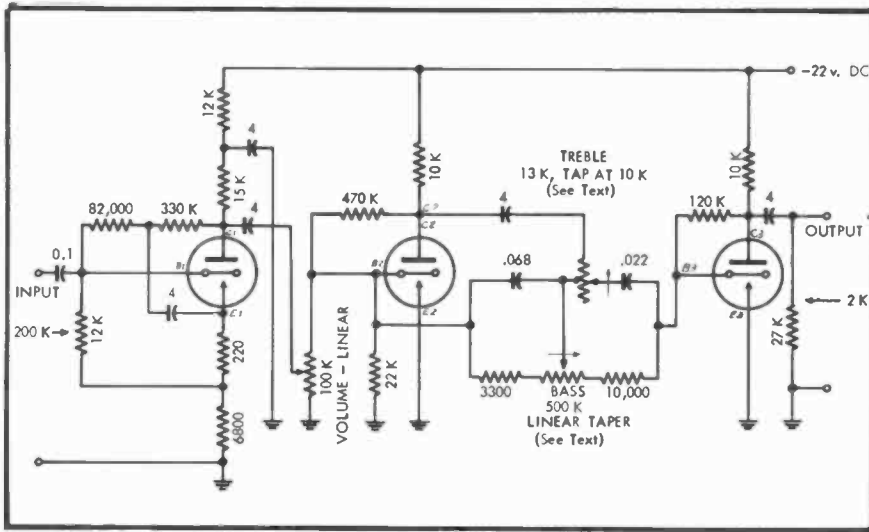 -22 v. DC
12 K
4
10 K
10 K
TREBLE
13 K, TAP AT 10 K
(See Text)
15 K
82,000
330 K
4
470 K
4
120 K
4
C1
C2
C2
C3
OUTPUT
0.1
B1
B2
.068
.022
B3
INPUT
4
E1
E2
E3
2 K
200 K
12 K
220
100 K
VOLUME - LINEAR
22 K
3300
BASS
10,000
27 K
500 K
LINEAR TAPER
(See Text)
6800